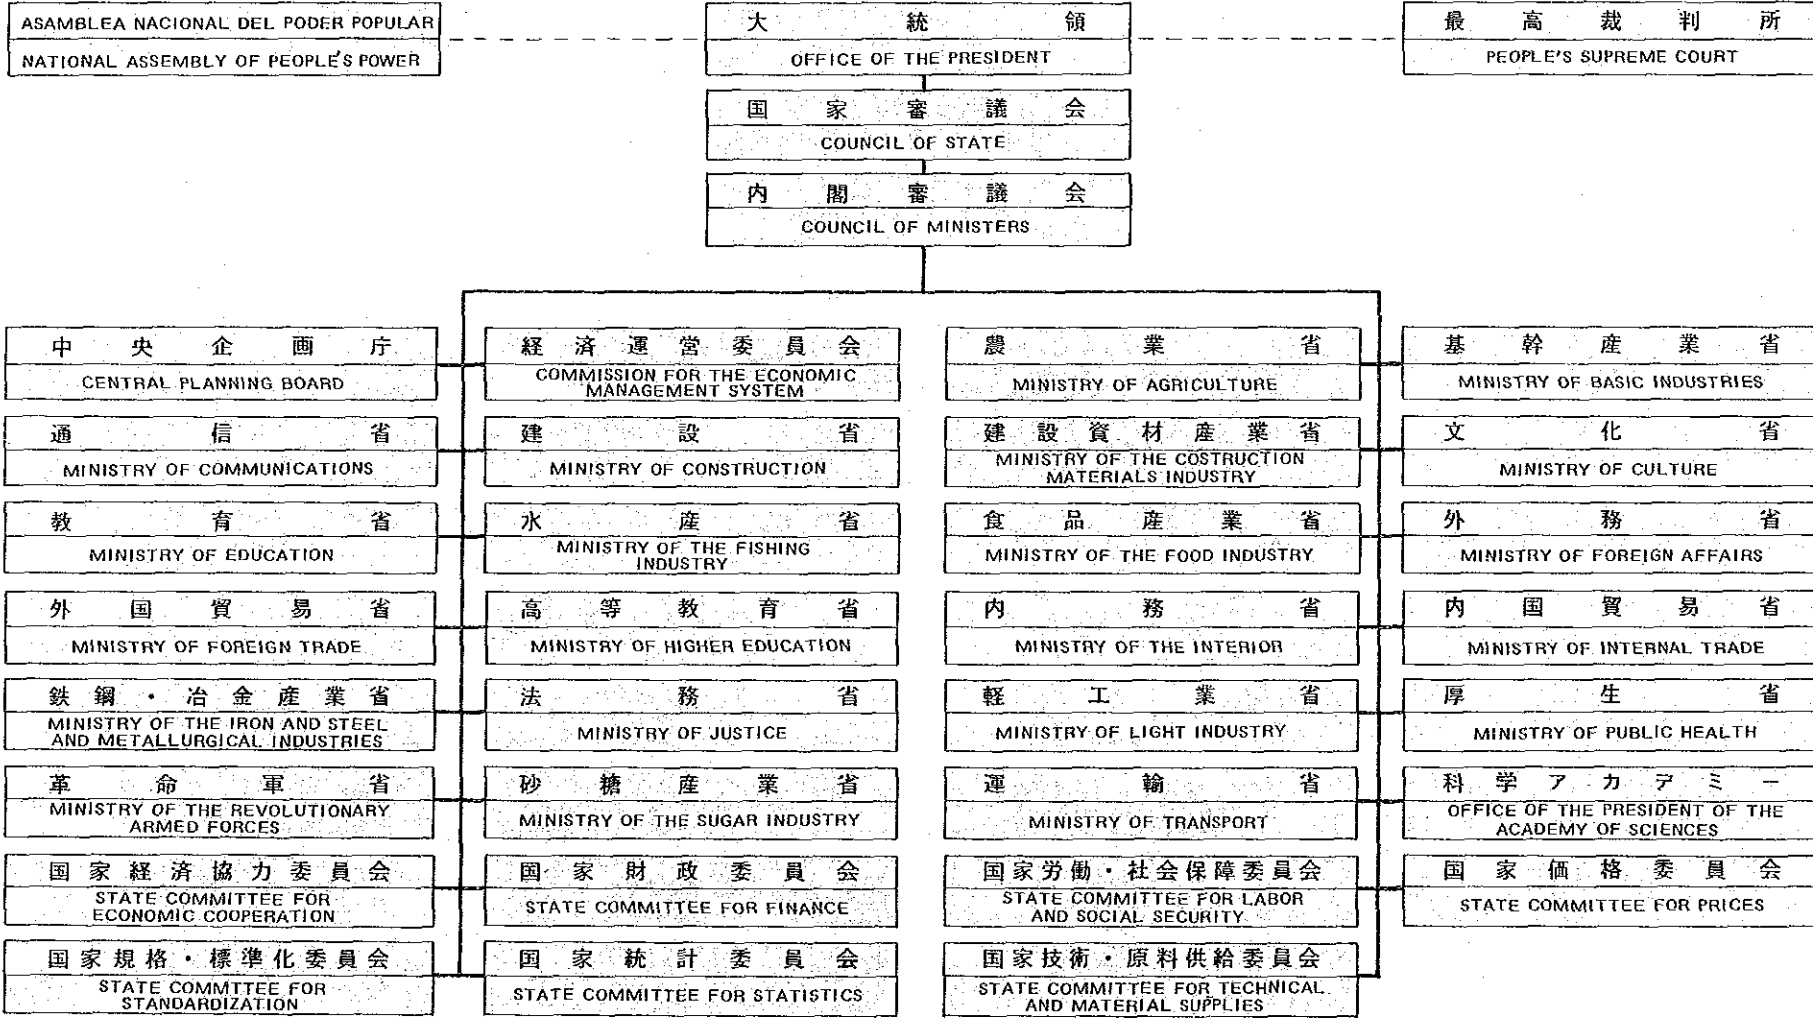 ASAMBLEA NACIONAL DEL PODER POPULAR
NATIONAL ASSEMBLY OF PEOPLE'S POWER
大統領
OFFICE OF THE PRESIDENT
最高裁判所
PEOPLE'S SUPREME COURT
国家審議会
COUNCIL OF STATE
内閣審議会
COUNCIL OF MINISTERS
中央企画庁
CENTRAL PLANNING BOARD
経済運営委員会
COMMISSION FOR THE ECONOMIC
MANAGEMENT SYSTEM
農業省
MINISTRY OF AGRICULTURE
基幹産業省
MINISTRY OF BASIC INDUSTRIES
通信省
MINISTRY OF COMMUNICATIONS
建設省
MINISTRY OF CONSTRUCTION
建設資材産業省
MINISTRY OF THE COSTRUCTION
MATERIALS INDUSTRY
文化省
MINISTRY OF CULTURE
教育省
MINISTRY OF EDUCATION
水産省
MINISTRY OF THE FISHING
INDUSTRY
食品産業省
MINISTRY OF THE FOOD INDUSTRY
外務省
MINISTRY OF FOREIGN AFFAIRS
外国貿易省
MINISTRY OF FOREIGN TRADE
高等教育省
MINISTRY OF HIGHER EDUCATION
内務省
MINISTRY OF THE INTERIOR
内国貿易省
MINISTRY OF INTERNAL TRADE
鉄鋼・冶金産業省
MINISTRY OF THE IRON AND STEEL
AND METALLURGICAL INDUSTRIES
法務省
MINISTRY OF JUSTICE
軽工業省
MINISTRY OF LIGHT INDUSTRY
厚生省
MINISTRY OF PUBLIC HEALTH
革命軍省
MINISTRY OF THE REVOLUTIONARY
ARMED FORCES
砂糖産業省
MINISTRY OF THE SUGAR INDUSTRY
運輸省
MINISTRY OF TRANSPORT
科学アカデミー
OFFICE OF THE PRESIDENT OF THE
ACADEMY OF SCIENCES
国家経済協力委員会
STATE COMMITTEE FOR
ECONOMIC COOPERATION
国家財政委員会
STATE COMMITTEE FOR FINANCE
国家労働・社会保障委員会
STATE COMMITTEE FOR LABOR
AND SOCIAL SECURITY
国家価格委員会
STATE COMMITTEE FOR PRICES
国家規格・標準化委員会
STATE COMMTTEE FOR
STANDARDIZATION
国家統計委員会
STATE COMMITTEE FOR STATISTICS
国家技術・原料供給委員会
STATE COMMITTEE FOR TECHNICAL
AND MATERIAL SUPPLIES